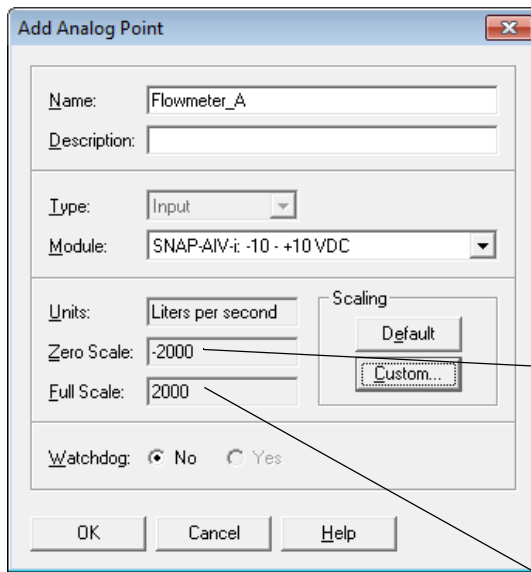 Add Analog Point
Name: Flowmeter_A
Description:
Type: Input
Module: SNAP-AIV-i: -10 - +10 VDC
Units: Liters per second
Zero Scale: -2000
Full Scale: 2000
Scaling
Default
Custom...
Watchdog: No Yes
OK Cancel Help